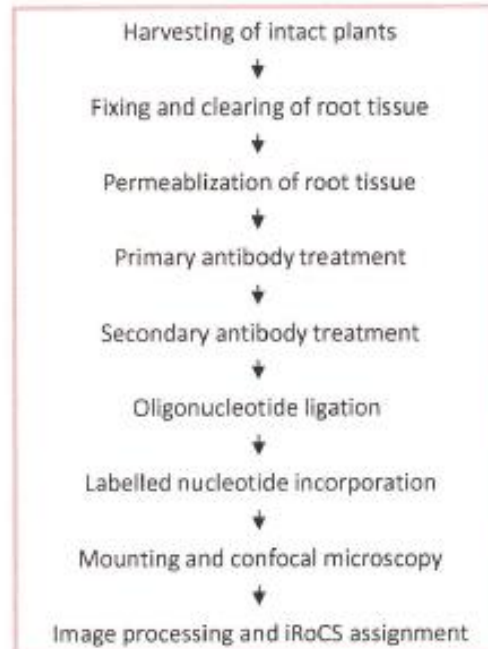 Harvesting of intact plants
Fixing and clearing of root tissue
Permeablization of root tissue
Primary antibody treatment
Secondary antibody treatment
Oligonucleotide ligation
Labelled nucleotide incorporation
Mounting and confocal microscopy
Image processing and iRoCS assignment